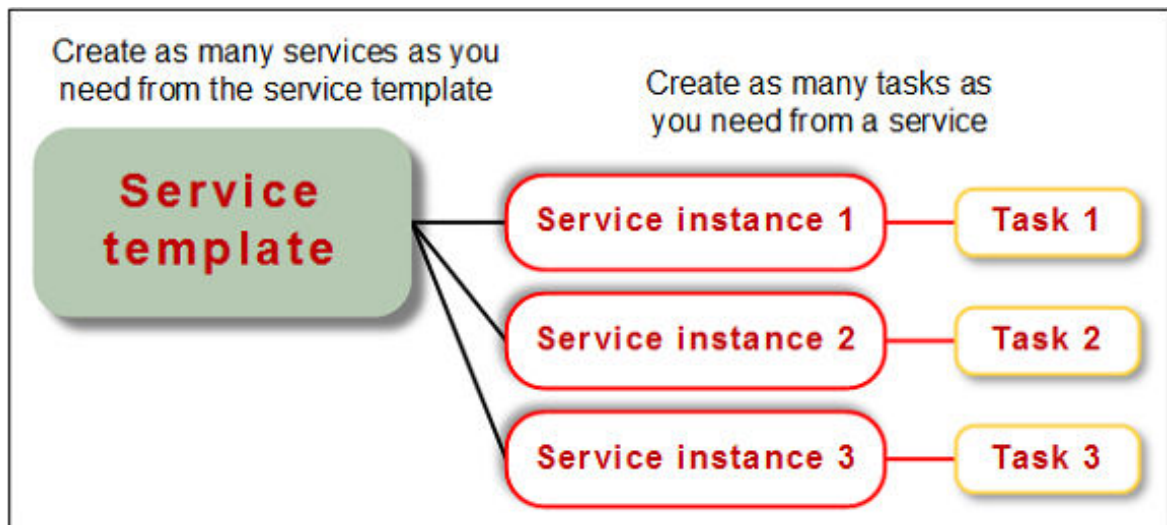 Create as many services as you
need from the service template
Create as many tasks as
you need from a service
Service
template
Service instance 1
Task 1
Service instance 2
Task 2
Service instance 3
Task 3